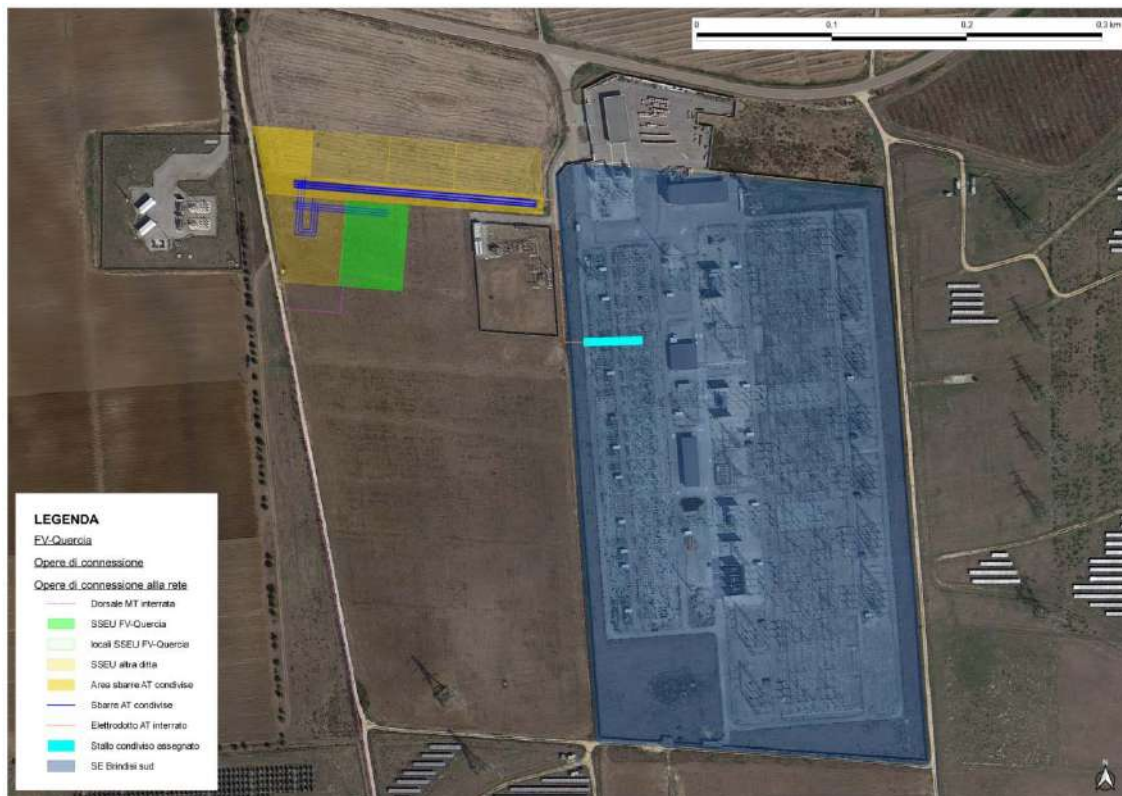 0 0.1 0.2 0.3 km
LEGENDA
FV-Quercia
Opere di connessione
Opere di connessione alla rete
Dorsale MT interrata
SSEU FV-Quercia
locali SSEU FV-Quercia
SSEU altra ditta
Area sbarre AT condivise
Sbarre AT condivise
Elettrodotto AT interrato
Stallo condiviso assegnato
SE Brindisi sud
N